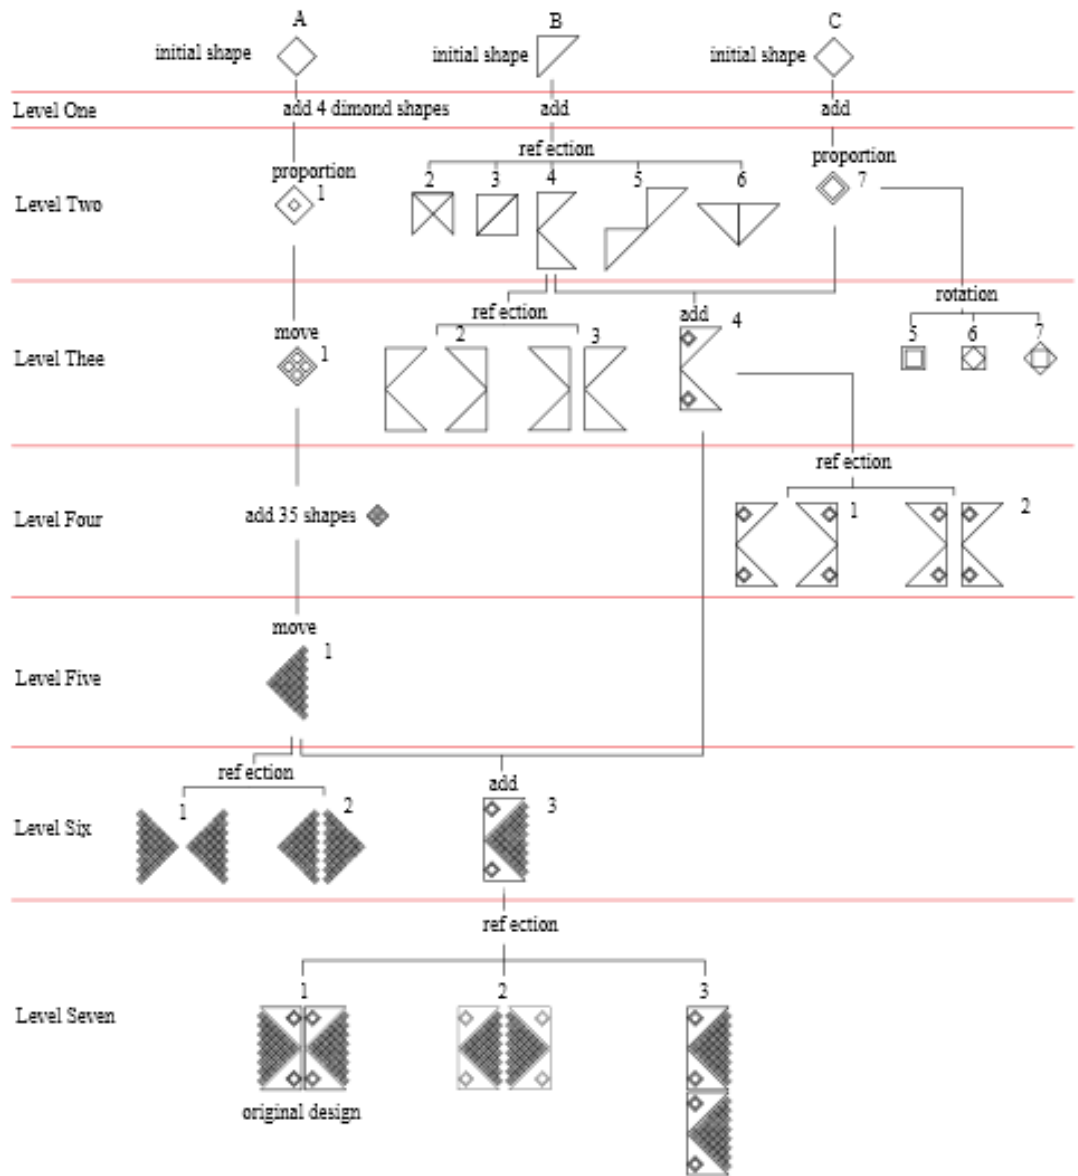 A B C
initial shape initial shape initial shape
Level One add 4 dimond shapes add add
ref ection
proportion proportion
1 2 3 4 5 6 7
Level Two
rotation
ref ection add
move 4
1 2 3 5 6 7
Level Thee
ref ection
1 2
Level Four add 35 shapes
move
1
Level Five
ref ection add
1 2 3
Level Six
ref ection
1 2 3
Level Seven
original design